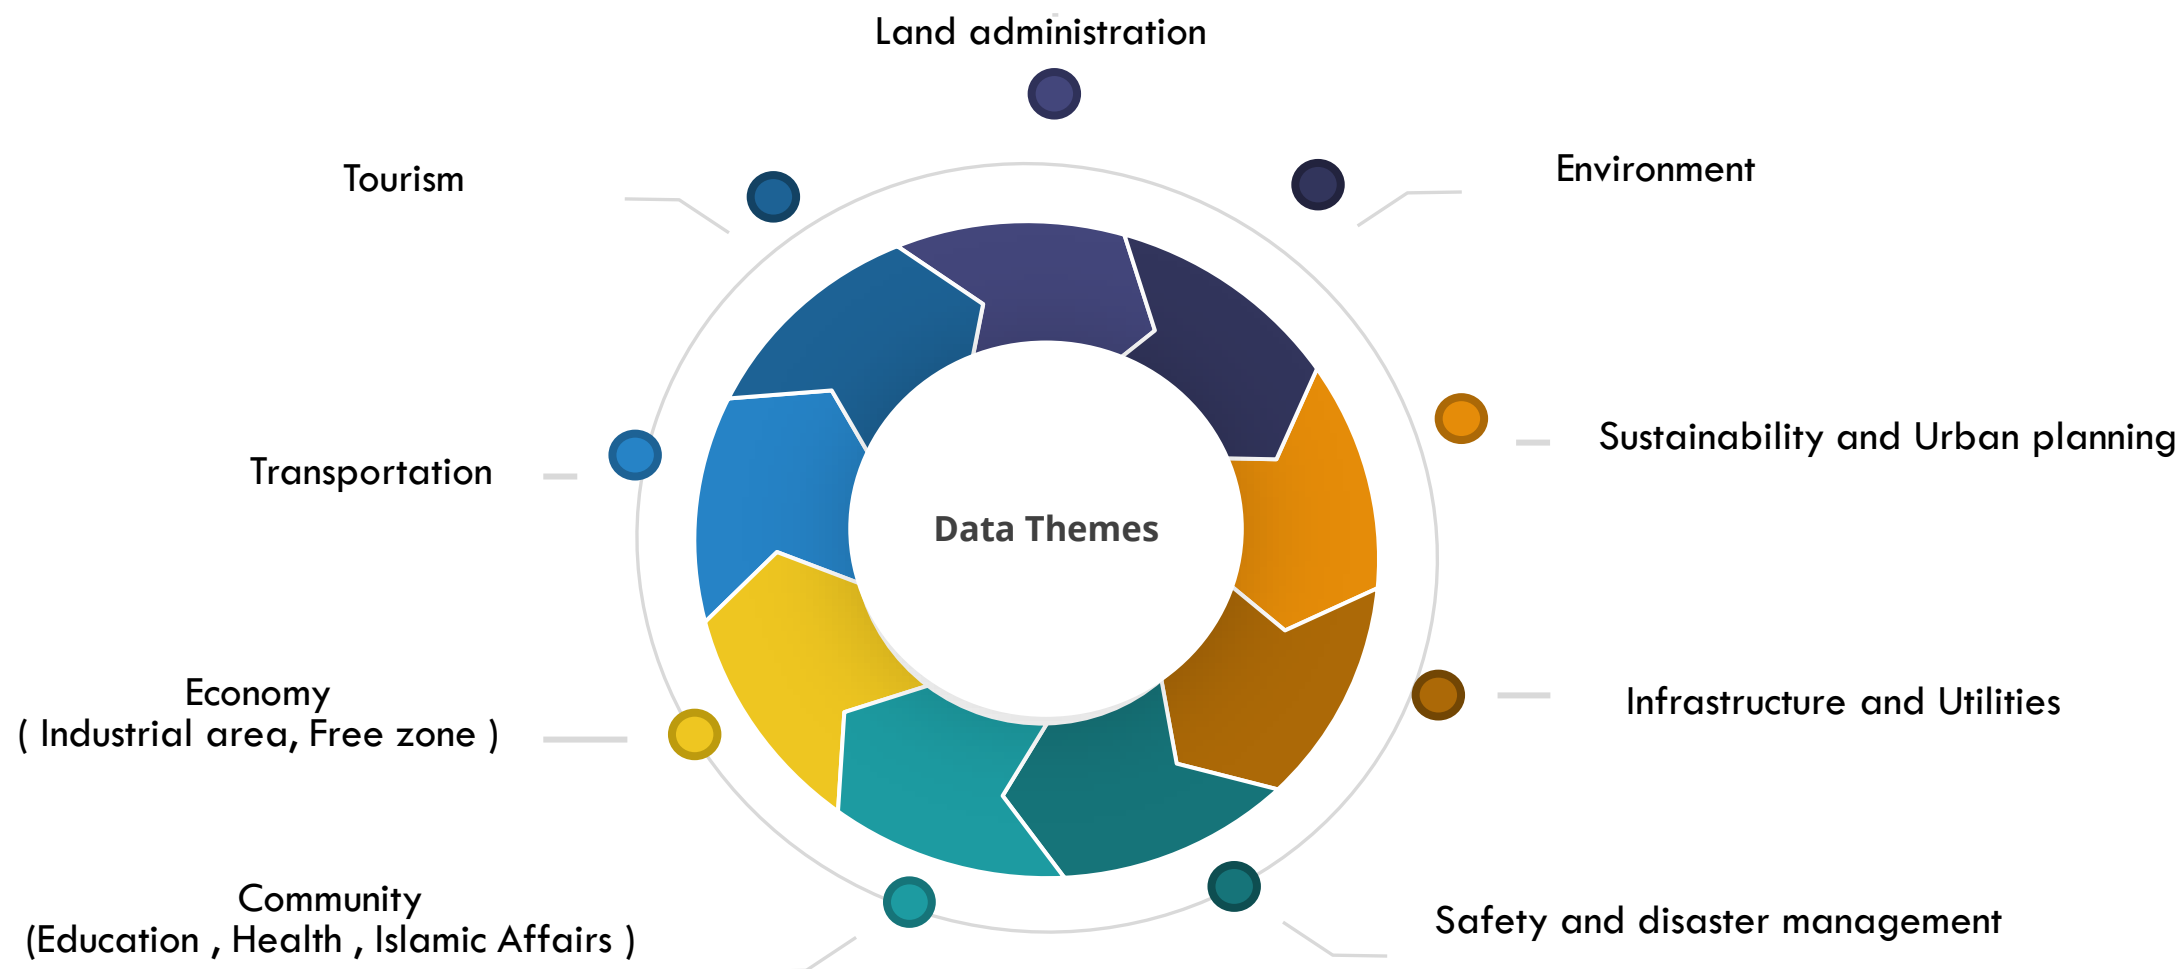 Land administration
Tourism
Environment
Sustainability and Urban planning
Transportation
Data Themes
Economy
( Industrial area, Free zone )
Infrastructure and Utilities
Community
(Education , Health , Islamic Affairs )
Safety and disaster management